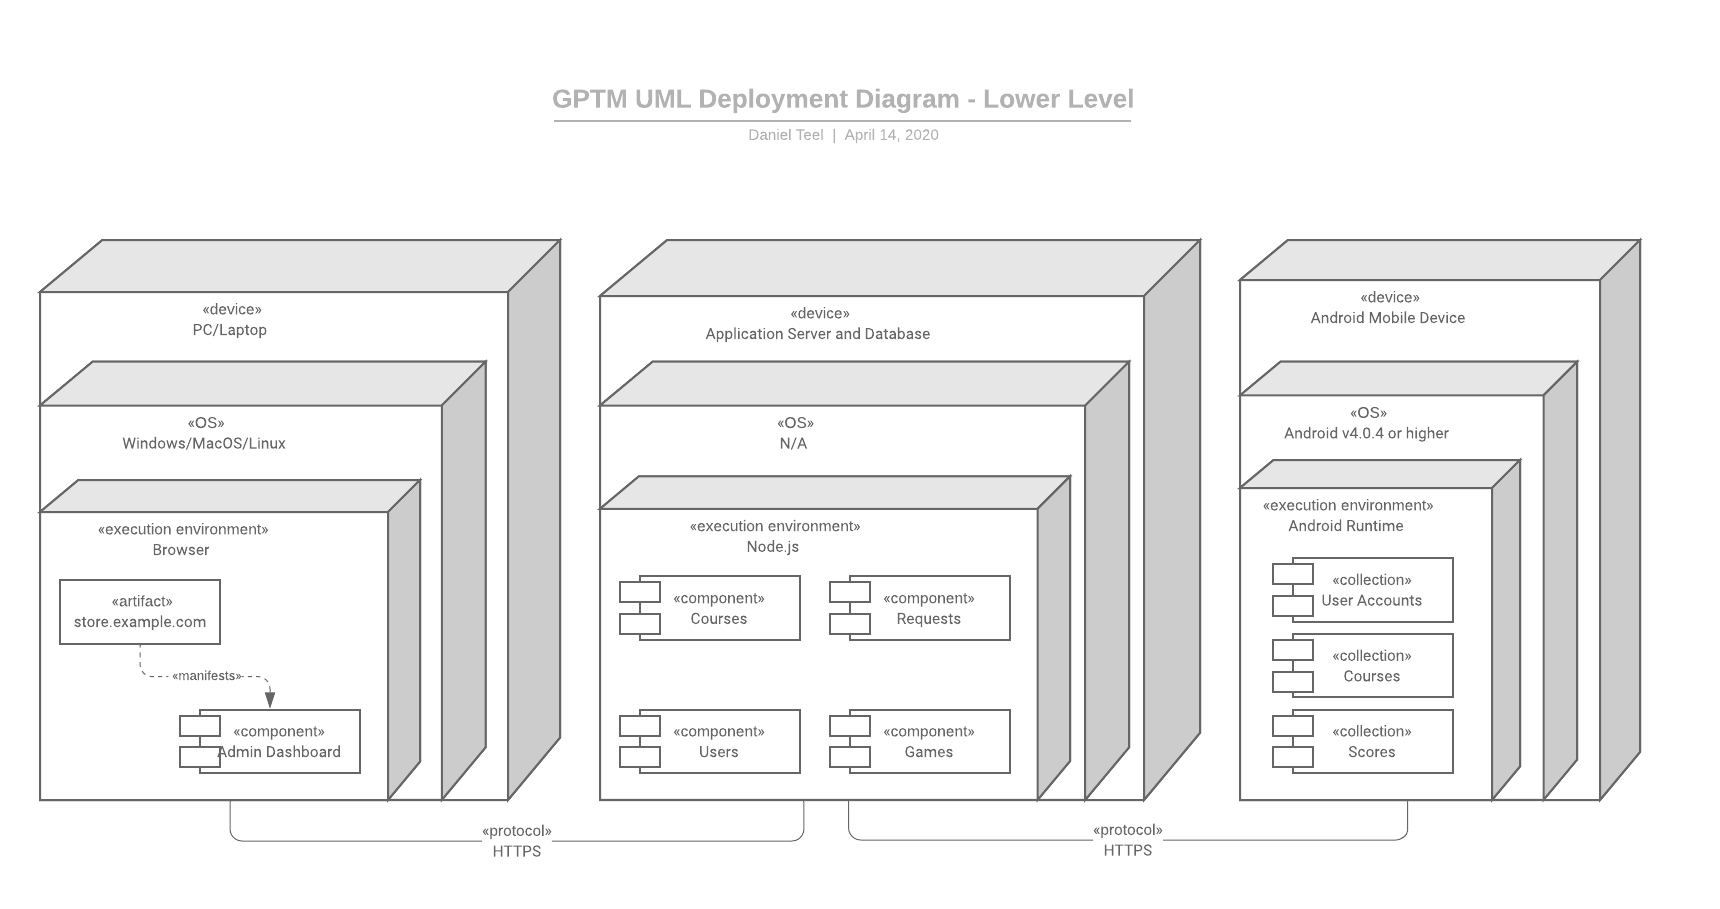 GPTM UML Deployment Diagram - Lower Level
Daniel Teel | April 14, 2020
«device»
PC/Laptop
«OS»
Windows/MacOS/Linux
«execution environment»
Browser
«artifact»
store.example.com
«manifests»
«component»
Admin Dashboard
«device»
Application Server and Database
«OS»
N/A
«execution environment»
Node.js
«component»
Courses
«component»
Requests
«component»
Users
«component»
Games
«device»
Android Mobile Device
«OS»
Android v4.0.4 or higher
«execution environment»
Android Runtime
«collection»
User Accounts
«collection»
Courses
«collection»
Scores
«protocol»
HTTPS
«protocol»
HTTPS